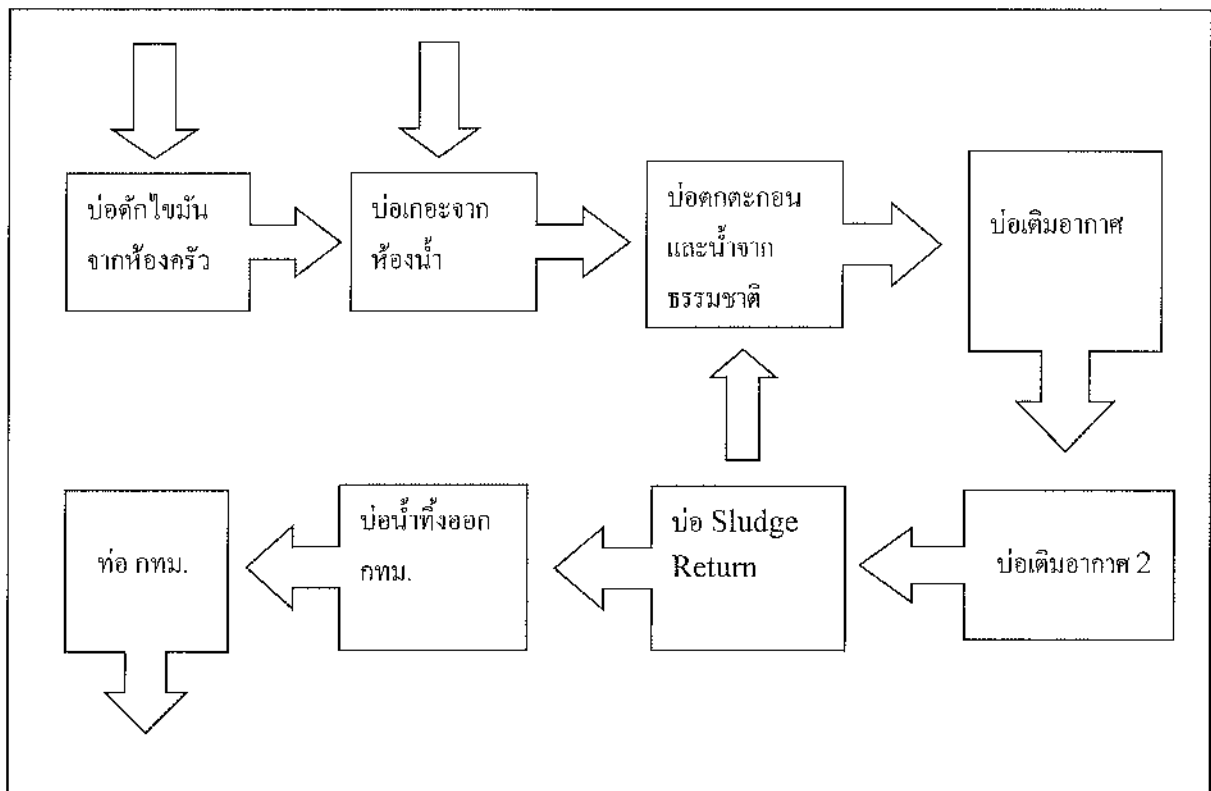 บ่อดักไขมัน
จากห้องครัว
บ่อเกอะจาก
ห้องน้ำ
บ่อตกตะกอน
และน้ำจาก
ธรรมชาติ
บ่อเติมอากาศ
บ่อเติมอากาศ 2
บ่อ Sludge
Return
บ่อน้ำทิ้งออก
กทม.
ท่อ กทม.